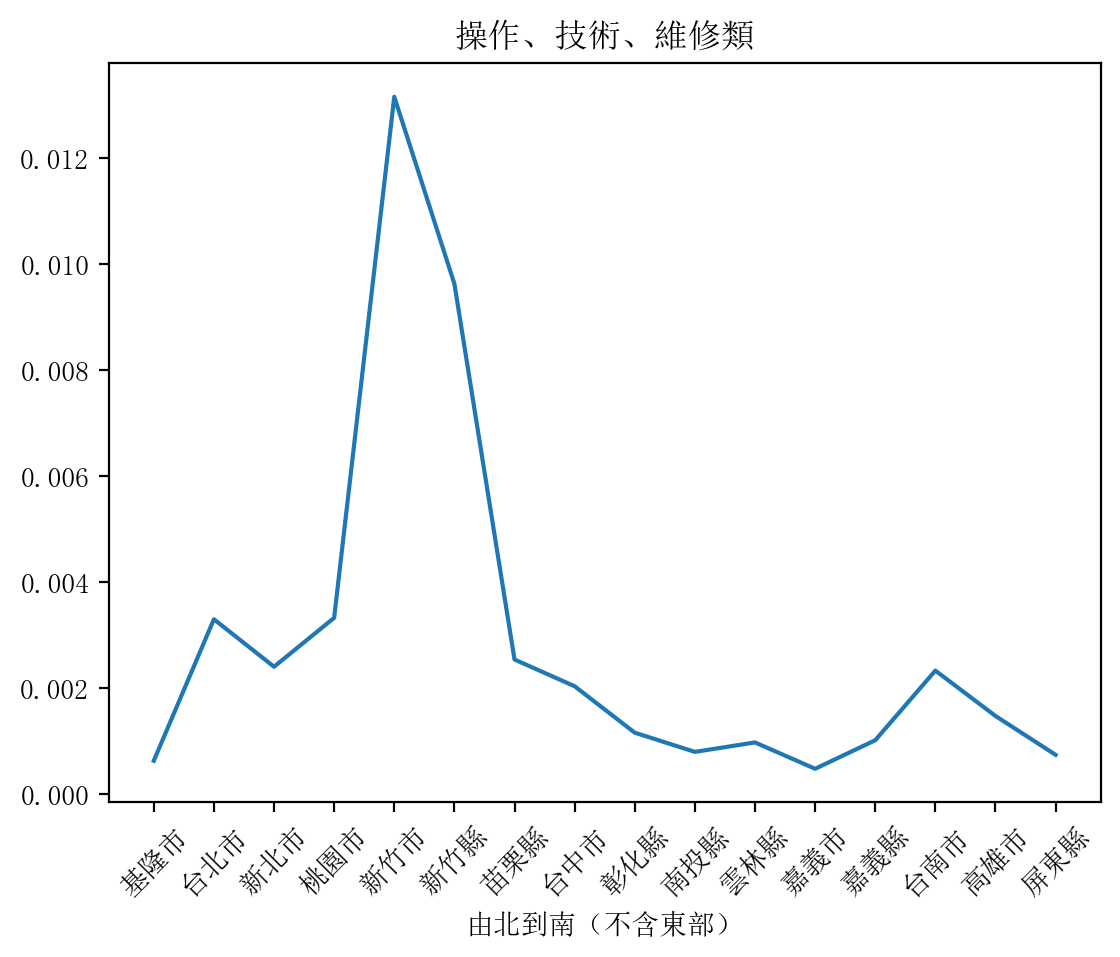 操作、技術、維修類
0.012
0.010
0.008
0.006
0.004
0.002
0.000
基隆市
台北市
新北市
桃園市
新竹市
新竹縣
苗栗縣
台中市
彰化縣
南投縣
雲林縣
嘉義市
嘉義縣
台南市
高雄市
屏東縣
由北到南（不含東部）